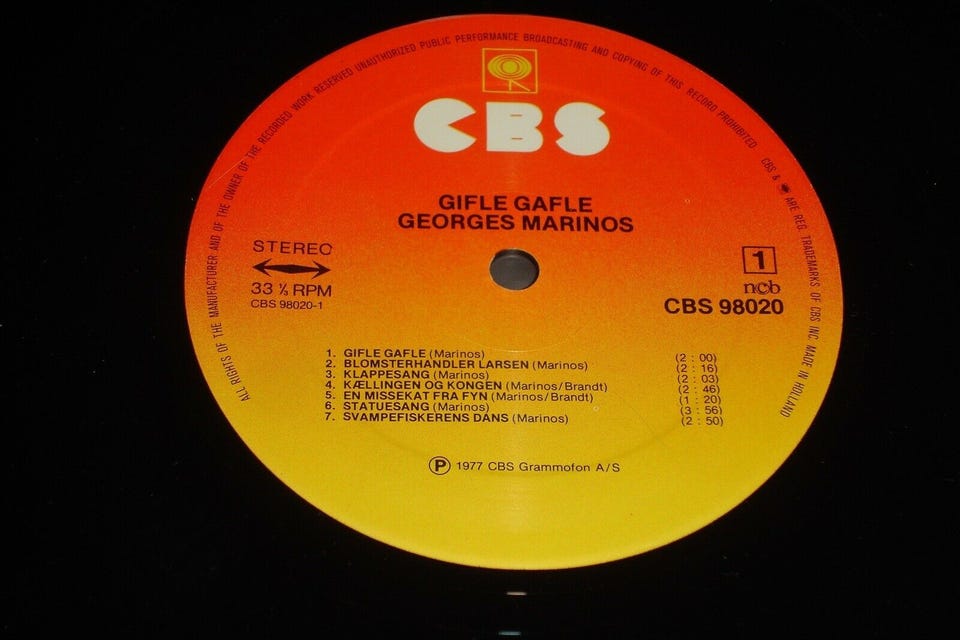 ALL RIGHTS OF THE MANUFACTURER AND OF THE OWNER OF THE RECORDED WORK RESERVED UNAUTHORIZED PUBLIC PERFORMANCE BROADCASTING AND COPYING OF THIS RECORD PROHIBITED. CBS & ARE REG. TRADEMARKS OF CBS INC. MADE IN HOLLAND
CBS
GIFLE GAFLE
GEORGES MARINOS
STEREO
33 ⅓ RPM
CBS 98020-1
1
ncb
CBS 98020
1. GIFLE GAFLE (Marinos) (2 : 00)
2. BLOMSTERHANDLER LARSEN (Marinos) (2 : 16)
3. KLAPPESANG (Marinos) (2 : 03)
4. KÆLLINGEN OG KONGEN (Marinos/Brandt) (2 : 46)
5. EN MISSEKAT FRA FYN (Marinos/Brandt) (1 : 20)
6. STATUESANG (Marinos) (3 : 56)
7. SVAMPEFISKERENS DANS (Marinos) (2 : 50)
Ⓟ 1977 CBS Grammofon A/S